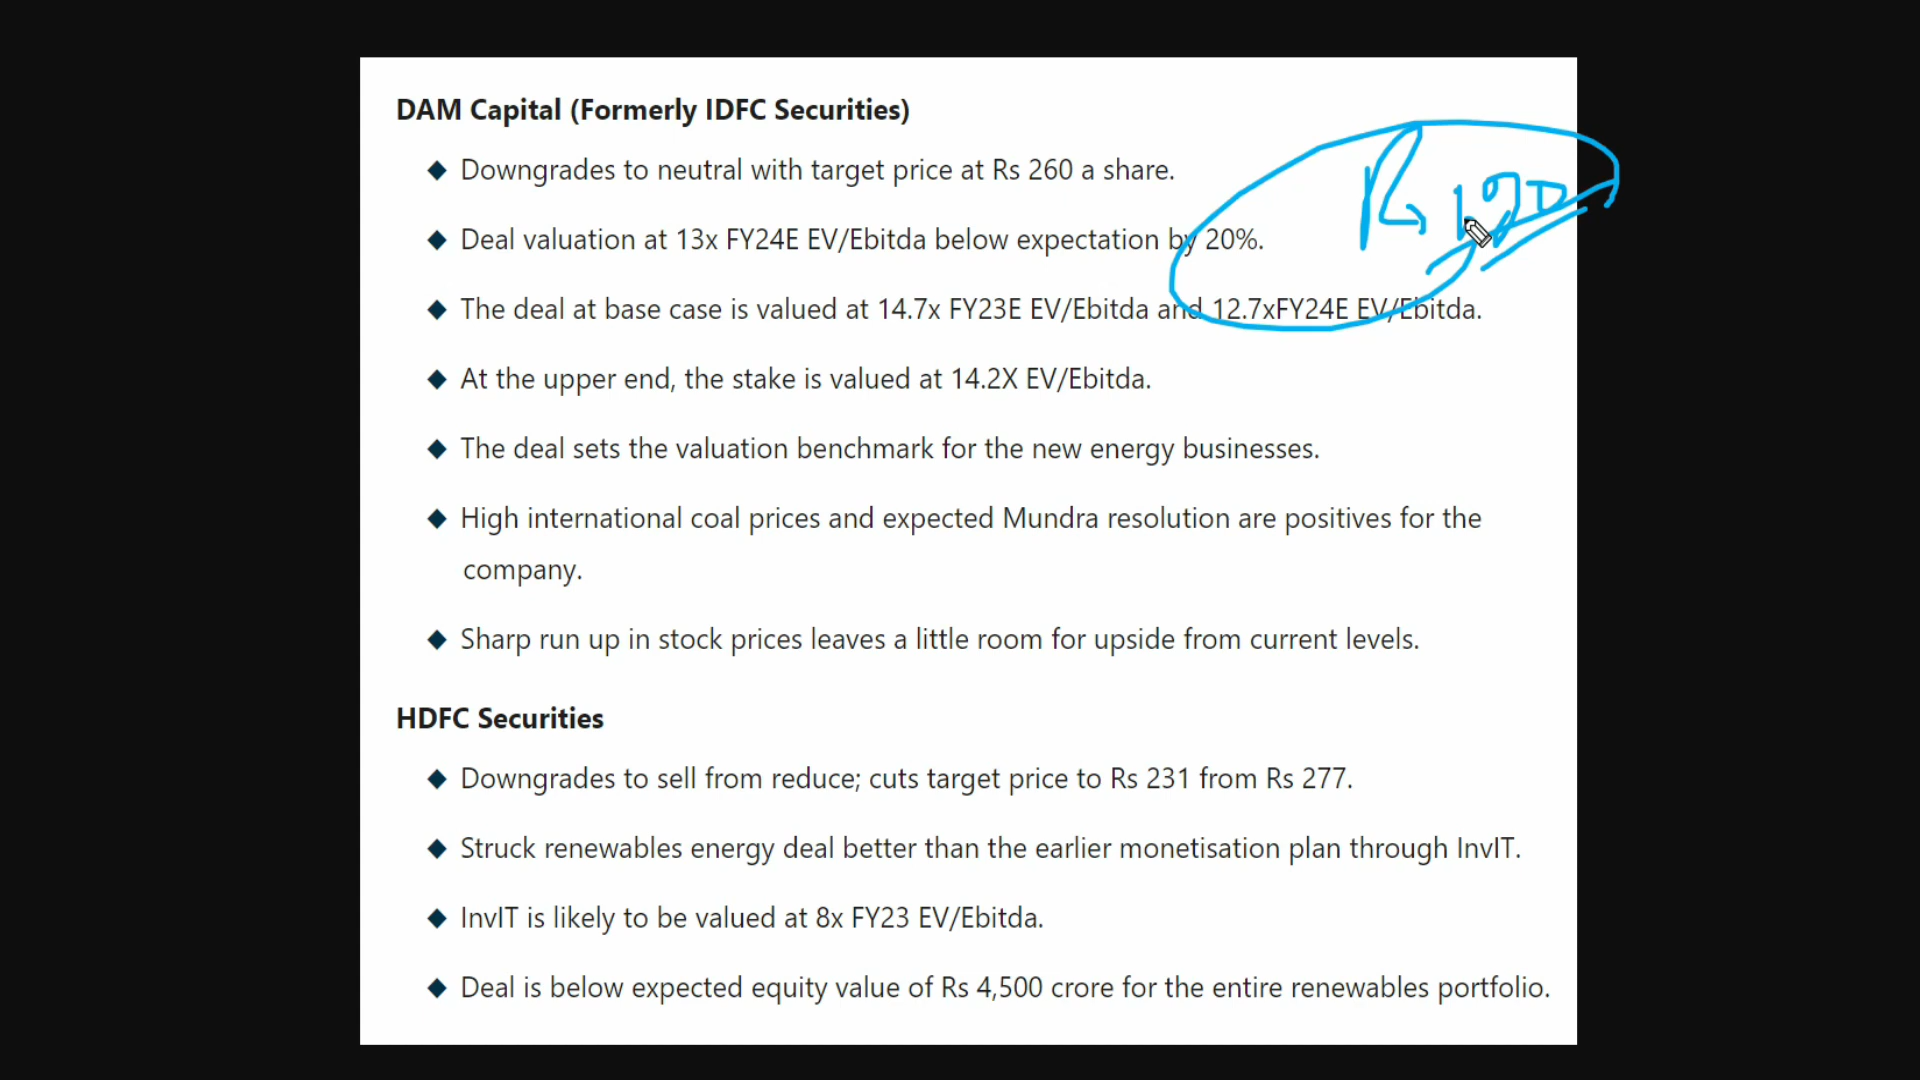 DAM Capital (Formerly IDFC Securities)
◆ Downgrades to neutral with target price at Rs 260 a share.
◆ Deal valuation at 13x FY24E EV/Ebitda below expectation by 20%.
◆ The deal at base case is valued at 14.7x FY23E EV/Ebitda and 12.7xFY24E EV/Ebitda.
◆ At the upper end, the stake is valued at 14.2X EV/Ebitda.
◆ The deal sets the valuation benchmark for the new energy businesses.
◆ High international coal prices and expected Mundra resolution are positives for the
company.
◆ Sharp run up in stock prices leaves a little room for upside from current levels.
HDFC Securities
◆ Downgrades to sell from reduce; cuts target price to Rs 231 from Rs 277.
◆ Struck renewables energy deal better than the earlier monetisation plan through InvIT.
◆ InvIT is likely to be valued at 8x FY23 EV/Ebitda.
◆ Deal is below expected equity value of Rs 4,500 crore for the entire renewables portfolio.